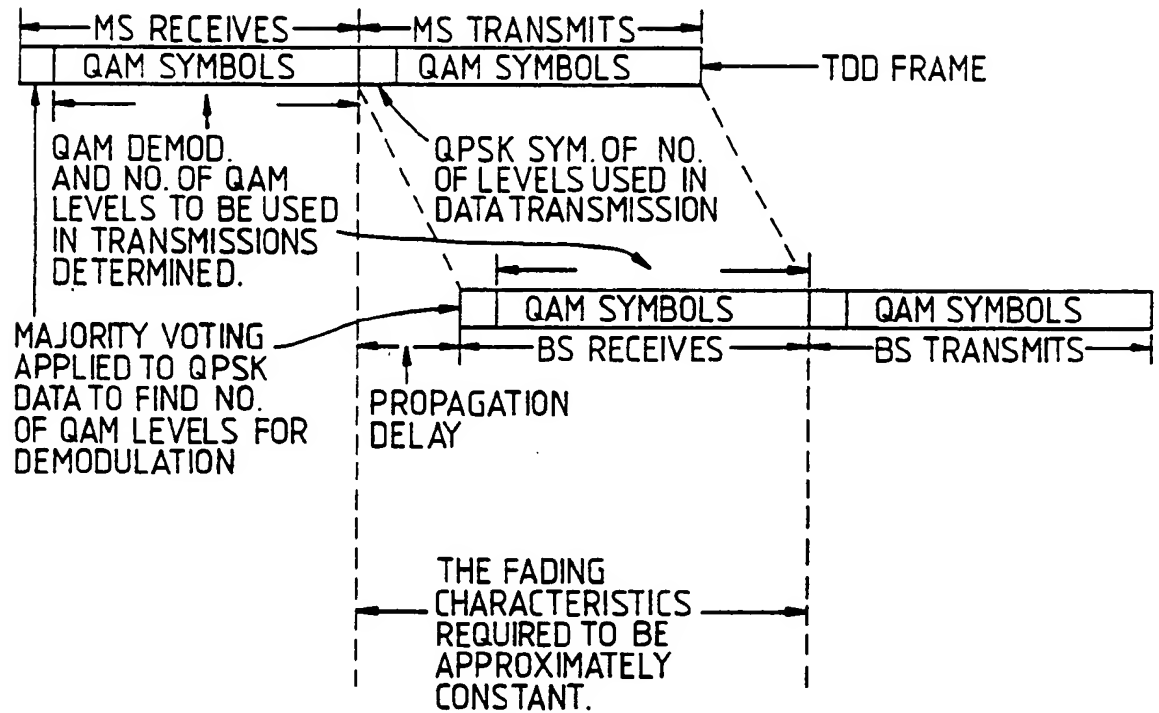 MS RECEIVES
MS TRANSMITS
QAM SYMBOLS
QAM SYMBOLS
TDD FRAME
QAM DEMOD.
AND NO. OF QAM
LEVELS TO BE USED
IN TRANSMISSIONS
DETERMINED.
QPSK SYM. OF NO.
OF LEVELS USED IN
DATA TRANSMISSION
QAM SYMBOLS
QAM SYMBOLS
BS RECEIVES
BS TRANSMITS
MAJORITY VOTING
APPLIED TO QPSK
DATA TO FIND NO.
OF QAM LEVELS FOR
DEMODULATION
PROPAGATION
DELAY
THE FADING
CHARACTERISTICS
REQUIRED TO BE
APPROXIMATELY
CONSTANT.